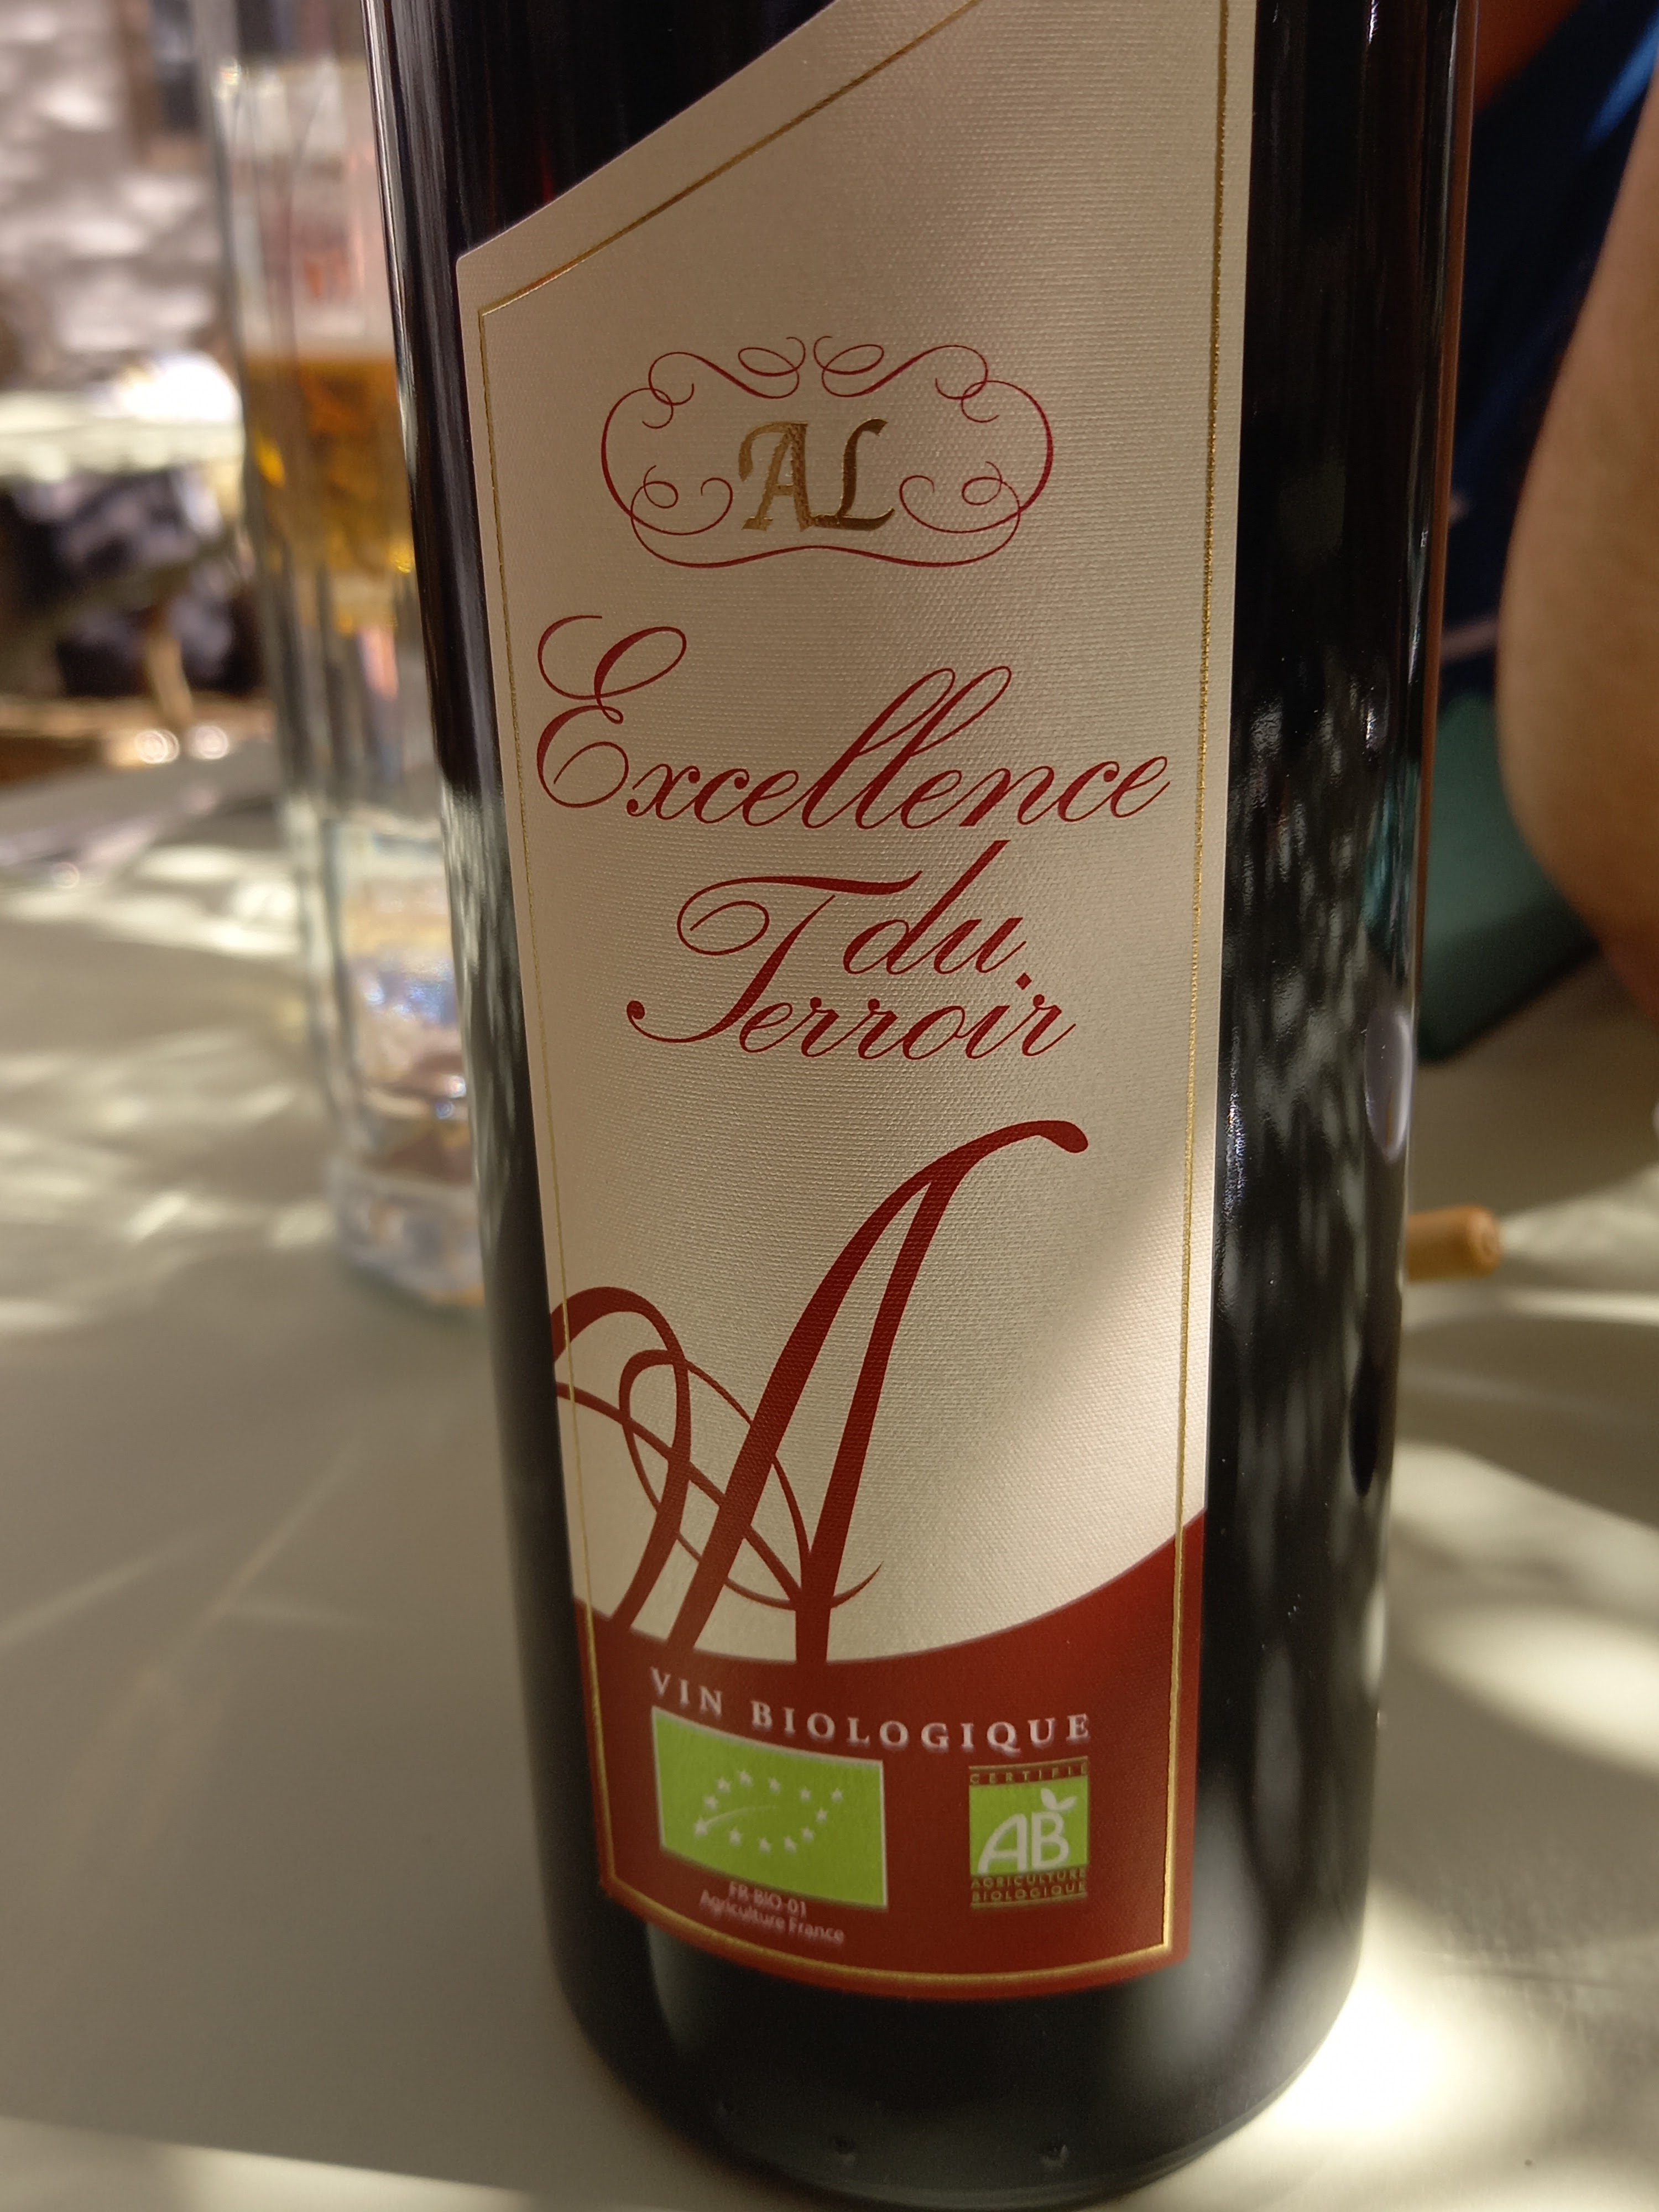 AL
Excellence
du
Terroir
A
VIN BIOLOGIQUE
CERTIFIÉ
AB
AGRICULTURE
BIOLOGIQUE
FR-BIO-01
Agriculture France